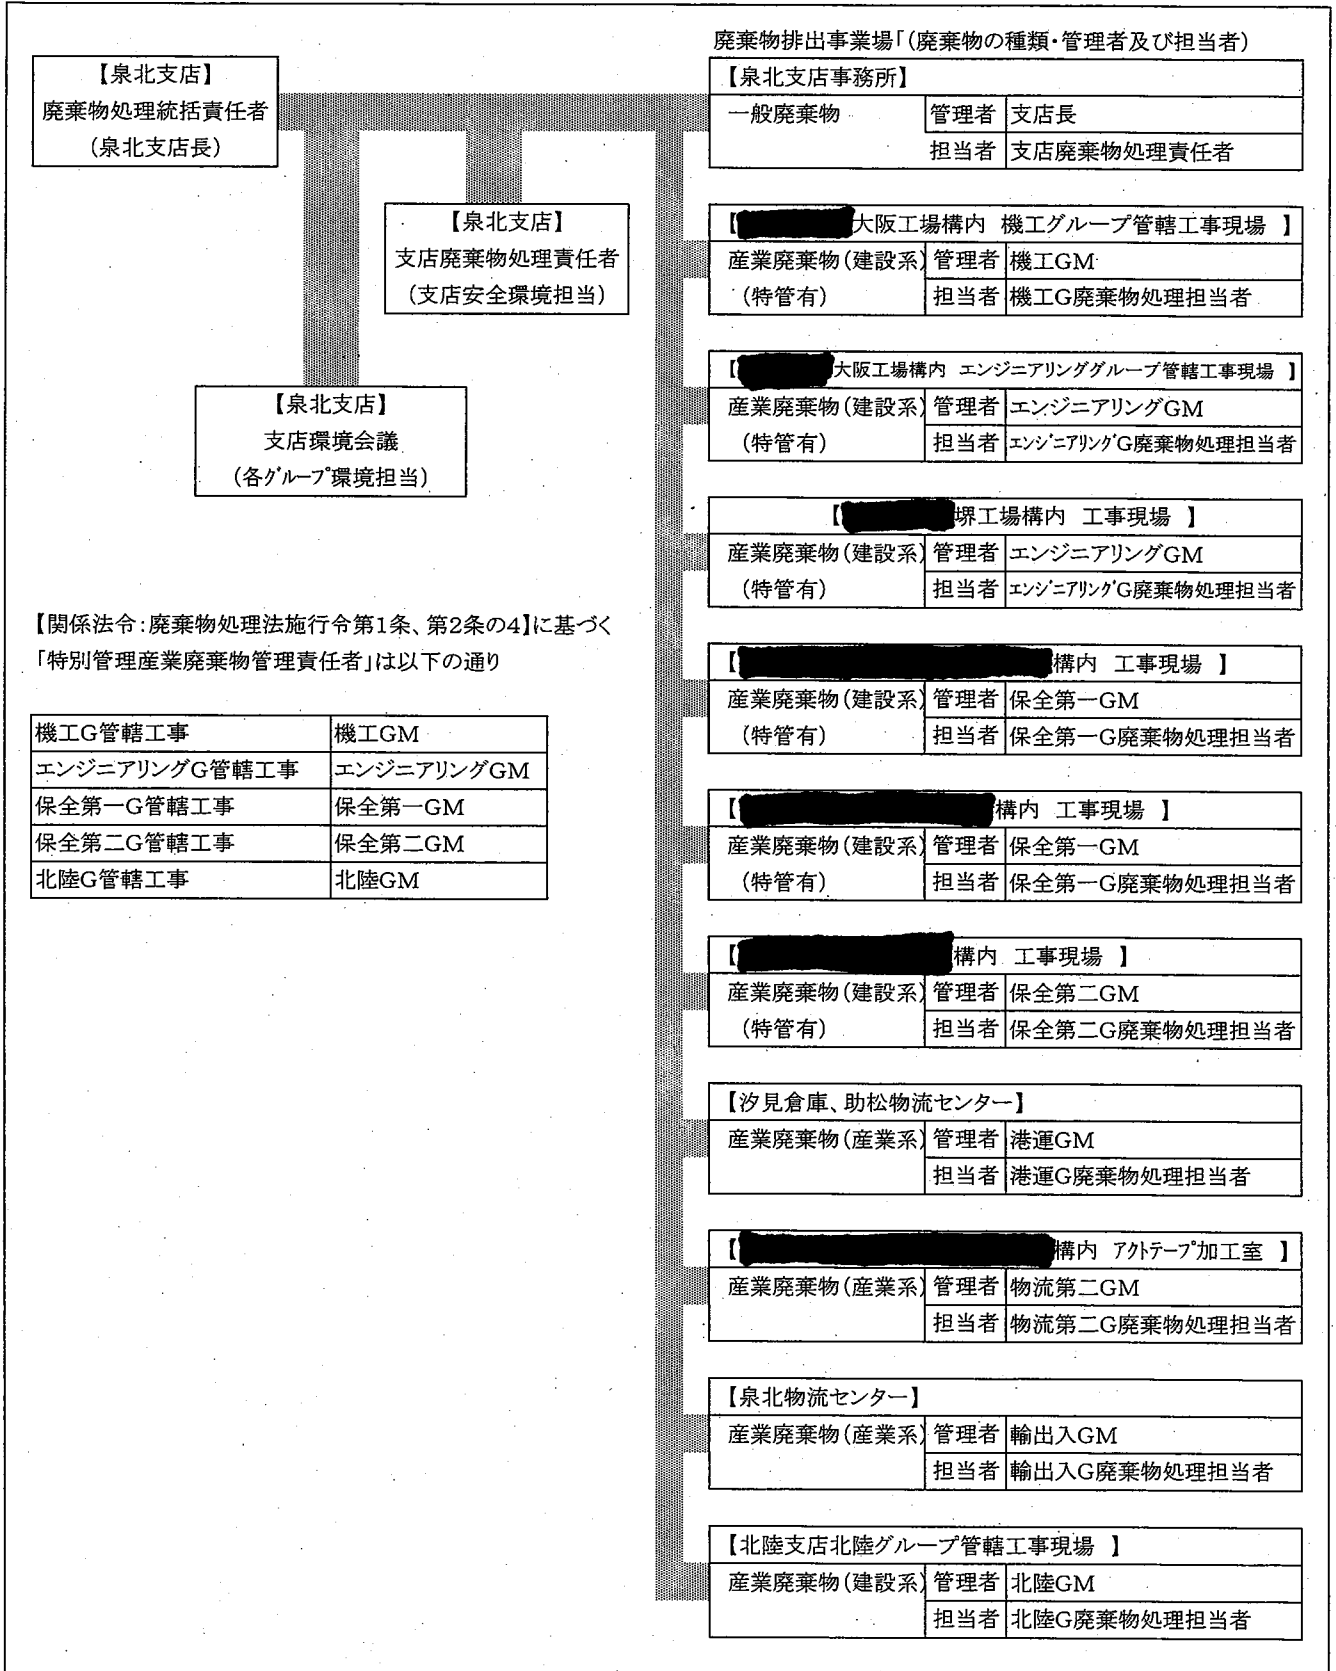 【泉北支店】
廃棄物処理統括責任者
(泉北支店長)
【泉北支店】
支店廃棄物処理責任者
(支店安全環境担当)
【泉北支店】
支店環境会議
(各グループ環境担当)
【関係法令:廃棄物処理法施行令第1条、第2条の4】に基づく
「特別管理産業廃棄物管理責任者」は以下の通り
機工G管轄工事 機工GM
エンジニアリングG管轄工事 エンジニアリングGM
保全第一G管轄工事 保全第一GM
保全第二G管轄工事 保全第二GM
北陸G管轄工事 北陸GM
廃棄物排出事業場「(廃棄物の種類・管理者及び担当者)
【泉北支店事務所】
一般廃棄物 管理者 支店長
担当者 支店廃棄物処理責任者
【 大阪工場構内 機工グループ管轄工事現場 】
産業廃棄物(建設系) 管理者 機工GM
(特管有) 担当者 機工G廃棄物処理担当者
【 大阪工場構内 エンジニアリンググループ管轄工事現場 】
産業廃棄物(建設系) 管理者 エンジニアリングGM
(特管有) 担当者 エンジニアリングG廃棄物処理担当者
【 堺工場構内 工事現場 】
産業廃棄物(建設系) 管理者 エンジニアリングGM
(特管有) 担当者 エンジニアリングG廃棄物処理担当者
【 構内 工事現場 】
産業廃棄物(建設系) 管理者 保全第一GM
(特管有) 担当者 保全第一G廃棄物処理担当者
【 構内 工事現場 】
産業廃棄物(建設系) 管理者 保全第一GM
(特管有) 担当者 保全第一G廃棄物処理担当者
【 構内 工事現場 】
産業廃棄物(建設系) 管理者 保全第二GM
(特管有) 担当者 保全第二G廃棄物処理担当者
【汐見倉庫、助松物流センター】
産業廃棄物(産業系) 管理者 港運GM
担当者 港運G廃棄物処理担当者
【 構内 アクトテープ加工室 】
産業廃棄物(産業系) 管理者 物流第二GM
担当者 物流第二G廃棄物処理担当者
【泉北物流センター】
産業廃棄物(産業系) 管理者 輸出入GM
担当者 輸出入G廃棄物処理担当者
【北陸支店北陸グループ管轄工事現場 】
産業廃棄物(建設系) 管理者 北陸GM
担当者 北陸G廃棄物処理担当者